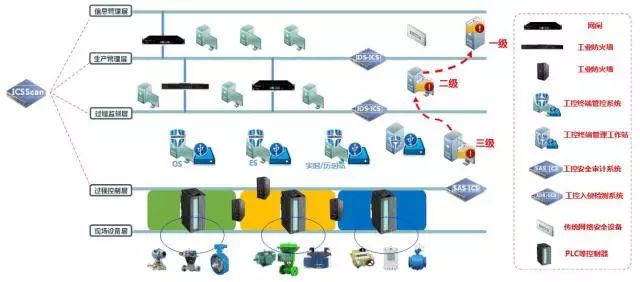 信息管理层
网闸
一级
IDS-ICS
生产管理层
工业防火墙
ICSScan
二级
工业防火墙
过程监视层
IDS-ICS
工控终端管控系统
三级
OS
ES
实时/历史站
工控终端管理工作站
过程控制层
SAS-ICS
SAS-ICS
工控安全审计系统
IDS-ICS
工控入侵检测系统
现场设备层
传统网络安全设备
PLC等控制器